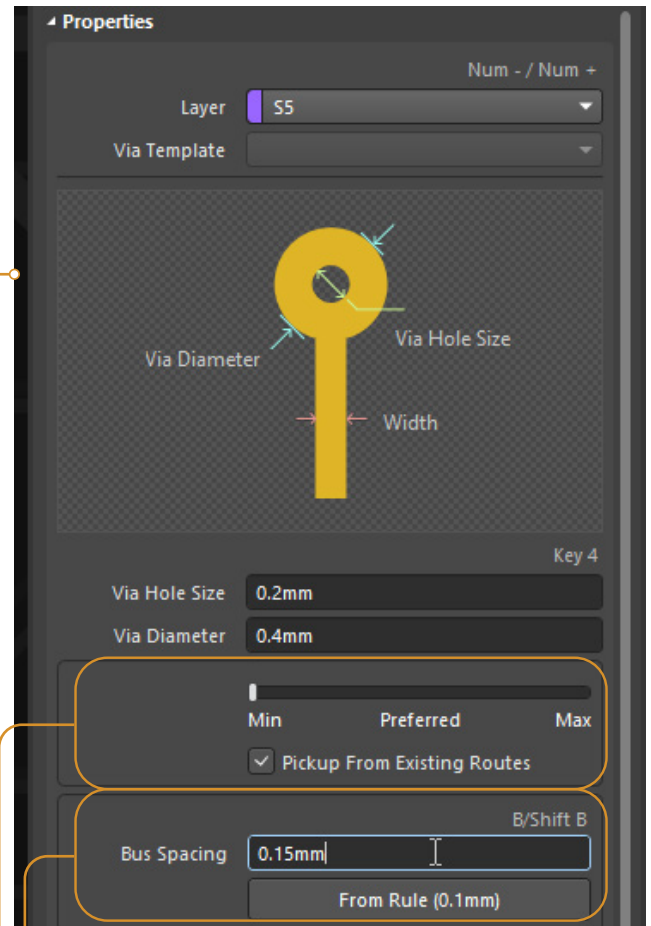 Properties
Num - / Num +
Layer S5
Via Template
Via Hole Size
Via Diameter
Width
Key 4
Via Hole Size 0.2mm
Via Diameter 0.4mm
Min Preferred Max
Pickup From Existing Routes
B/Shift B
Bus Spacing 0.15mm
From Rule (0.1mm)